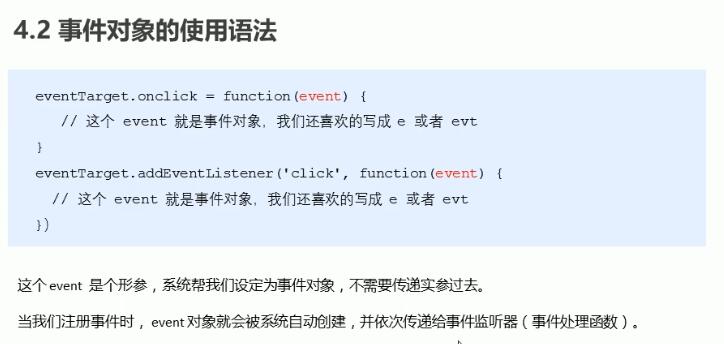 4.2 事件对象的使用语法
eventTarget.onclick = function(event) {
// 这个 event 就是事件对象，我们还喜欢的写成 e 或者 evt
}
eventTarget.addEventListener('click', function(event) {
// 这个 event 就是事件对象，我们还喜欢的写成 e 或者 evt
})
这个 event 是个形参，系统帮我们设定为事件对象，不需要传递实参过去。
当我们注册事件时， event 对象就会被系统自动创建，并依次传递给事件监听器（事件处理函数）。